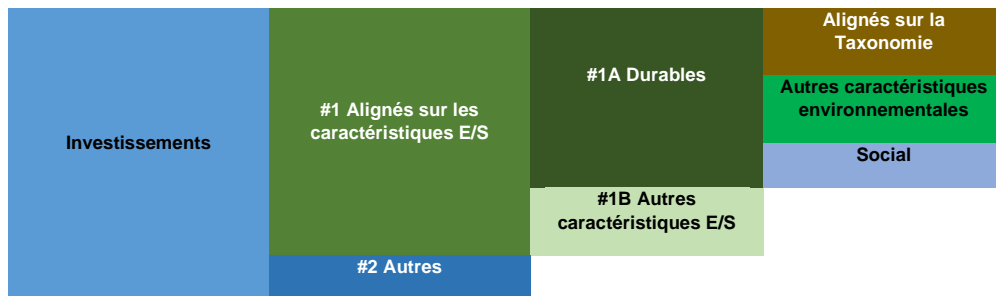 Investissements
#1 Alignés sur les
caractéristiques E/S
#2 Autres
#1A Durables
#1B Autres
caractéristiques E/S
Alignés sur la
Taxonomie
Autres caractéristiques
environnementales
Social